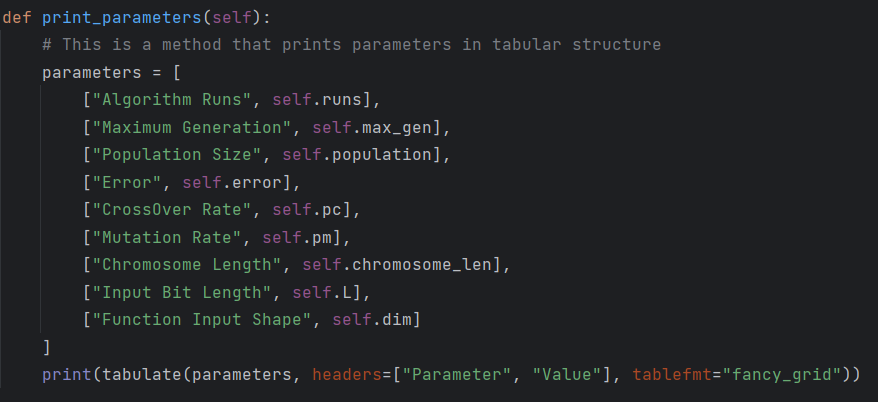 def print_parameters(self):
    # This is a method that prints parameters in tabular structure
    parameters = [
        ["Algorithm Runs", self.runs],
        ["Maximum Generation", self.max_gen],
        ["Population Size", self.population],
        ["Error", self.error],
        ["CrossOver Rate", self.pc],
        ["Mutation Rate", self.pm],
        ["Chromosome Length", self.chromosome_len],
        ["Input Bit Length", self.L],
        ["Function Input Shape", self.dim]
    ]
    print(tabulate(parameters, headers=["Parameter", "Value"], tablefmt="fancy_grid"))